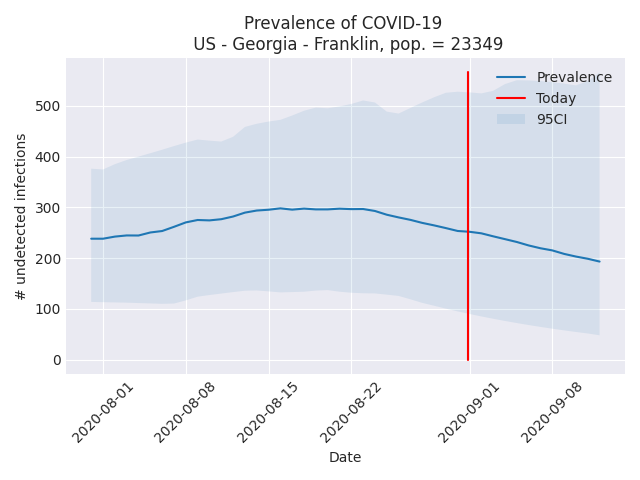 Prevalence of COVID-19
US - Georgia - Franklin, pop. = 23349
# undetected infections
500
400
300
200
100
0
Prevalence
Today
95CI
2020-08-01
2020-08-08
2020-08-15
2020-08-22
2020-09-01
2020-09-08
Date